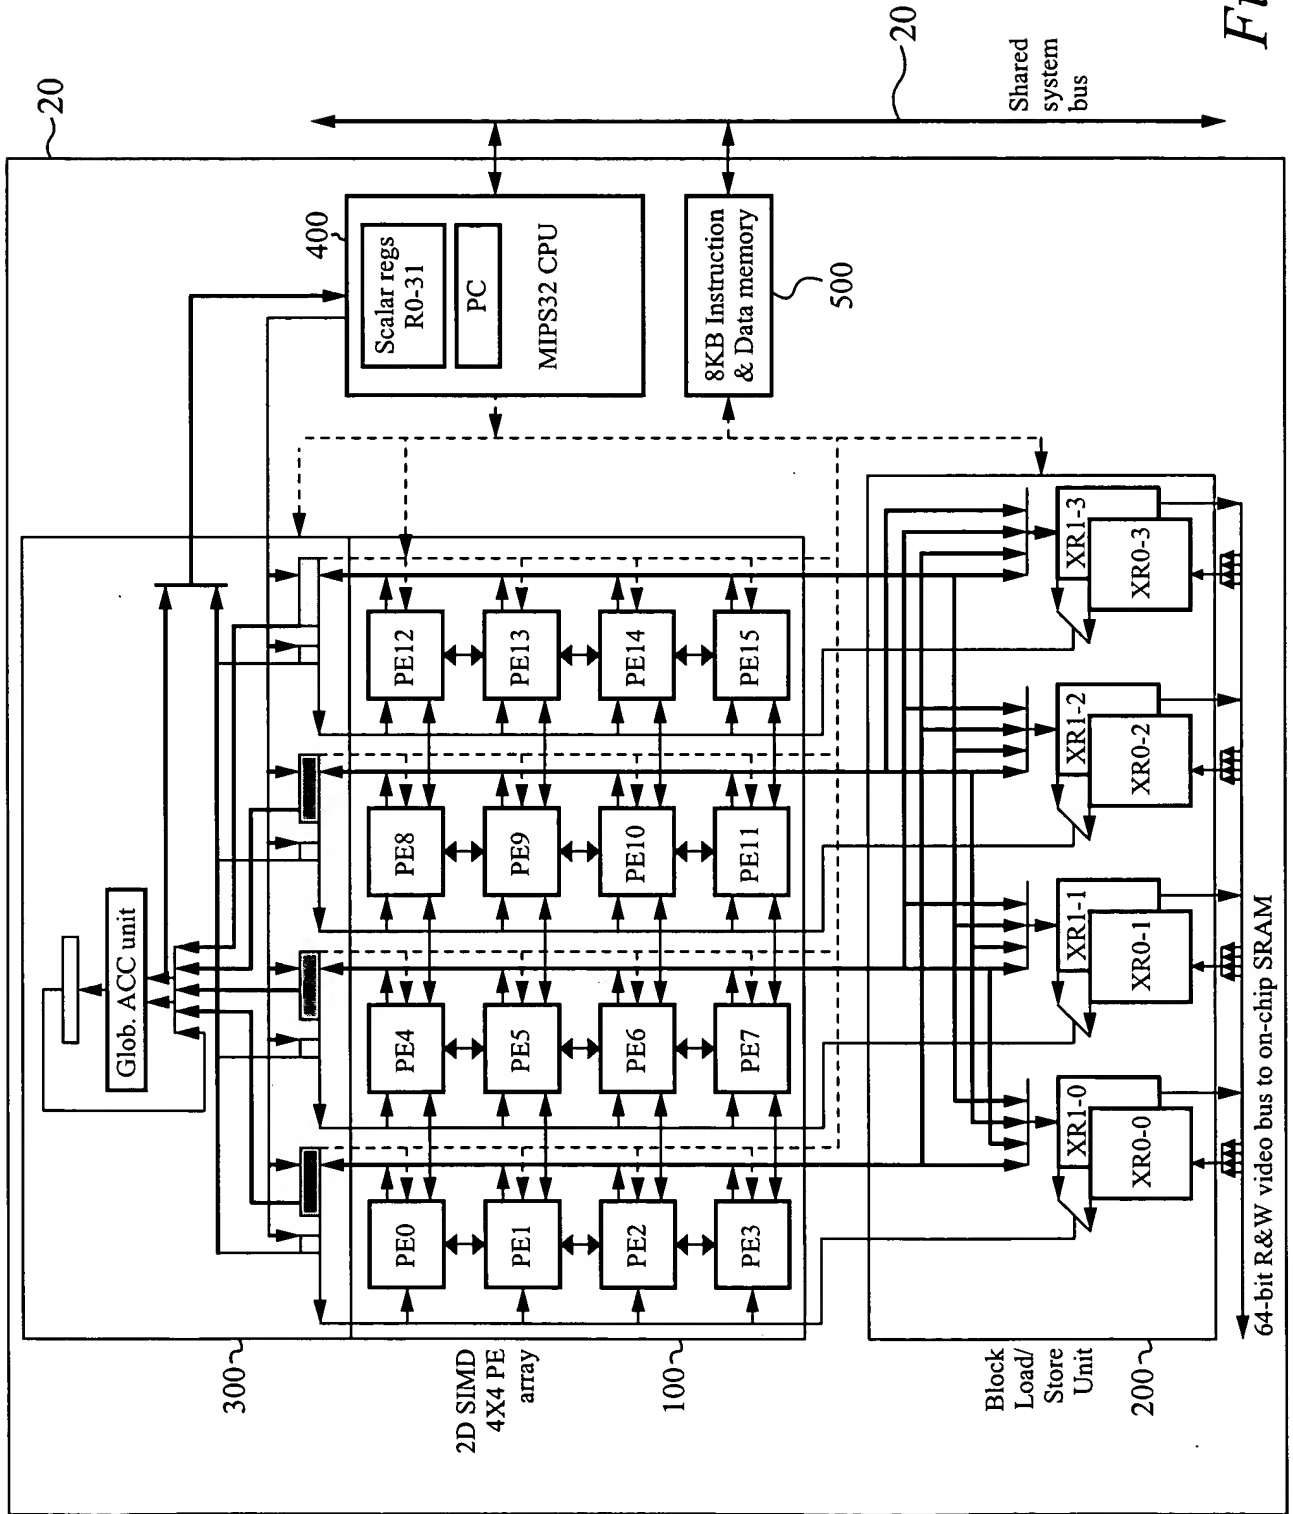 20
300
Glob. ACC unit
400
Scalar regs
R0-31
PC
MIPS32 CPU
2D SIMD
4X4 PE
array
100
PE0
PE4
PE8
PE12
PE1
PE5
PE9
PE13
PE2
PE6
PE10
PE14
PE3
PE7
PE11
PE15
8KB Instruction
& Data memory
500
Block
Load/
Store
Unit
200
XR1-0
XR0-0
XR1-1
XR0-1
XR1-2
XR0-2
XR1-3
XR0-3
20
Shared
system
bus
64-bit R&W video bus to on-chip SRAM